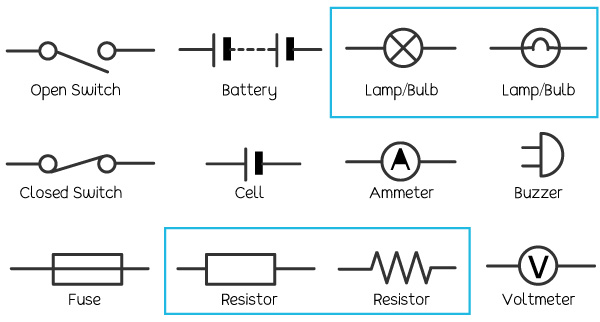 Open Switch
Battery
Lamp/Bulb
Lamp/Bulb
Closed Switch
Cell
A
Ammeter
Buzzer
Fuse
Resistor
Resistor
V
Voltmeter